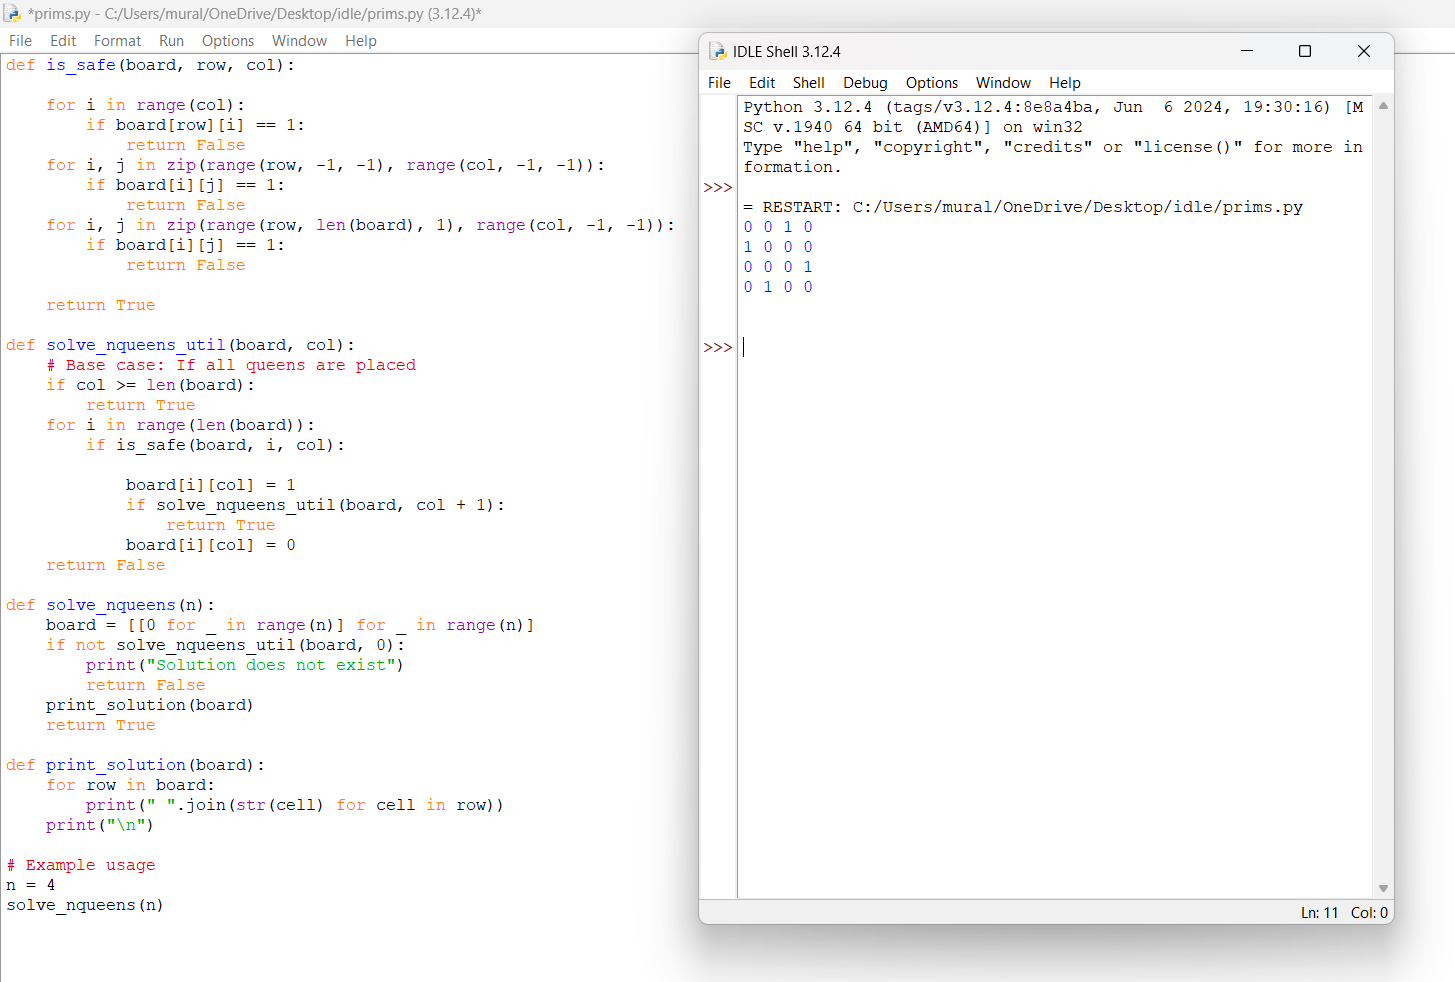 *prims.py - C:/Users/mural/OneDrive/Desktop/idle/prims.py (3.12.4)*
File Edit Format Run Options Window Help
def is_safe(board, row, col):

    for i in range(col):
        if board[row][i] == 1:
            return False
    for i, j in zip(range(row, -1, -1), range(col, -1, -1)):
        if board[i][j] == 1:
            return False
    for i, j in zip(range(row, len(board), 1), range(col, -1, -1)):
        if board[i][j] == 1:
            return False

    return True

def solve_nqueens_util(board, col):
    # Base case: If all queens are placed
    if col >= len(board):
        return True
    for i in range(len(board)):
        if is_safe(board, i, col):

            board[i][col] = 1
            if solve_nqueens_util(board, col + 1):
                return True
            board[i][col] = 0
    return False

def solve_nqueens(n):
    board = [[0 for _ in range(n)] for _ in range(n)]
    if not solve_nqueens_util(board, 0):
        print("Solution does not exist")
        return False
    print_solution(board)
    return True

def print_solution(board):
    for row in board:
        print(" ".join(str(cell) for cell in row))
    print("\n")

# Example usage
n = 4
solve_nqueens(n)
IDLE Shell 3.12.4
File Edit Shell Debug Options Window Help
Python 3.12.4 (tags/v3.12.4:8e8a4ba, Jun  6 2024, 19:30:16) [M
SC v.1940 64 bit (AMD64)] on win32
Type "help", "copyright", "credits" or "license()" for more in
formation.
>>>
= RESTART: C:/Users/mural/OneDrive/Desktop/idle/prims.py
0 0 1 0
1 0 0 0
0 0 0 1
0 1 0 0
>>>
Ln: 11 Col: 0